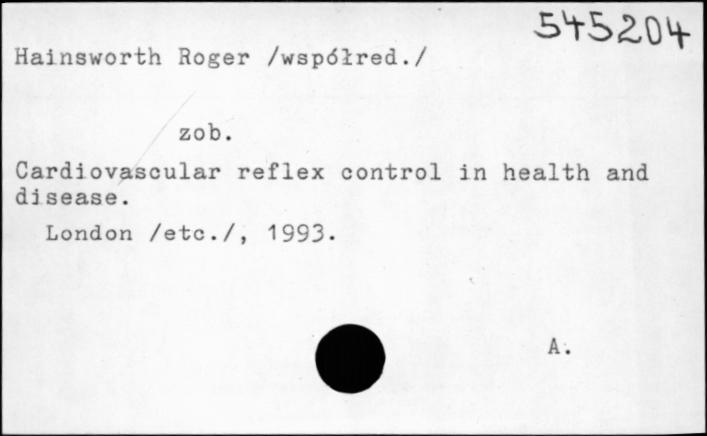 545204
Hainsworth Roger /współred./
zob.
Cardiovascular reflex control in health and
disease.
London /etc./, 1993.
A.